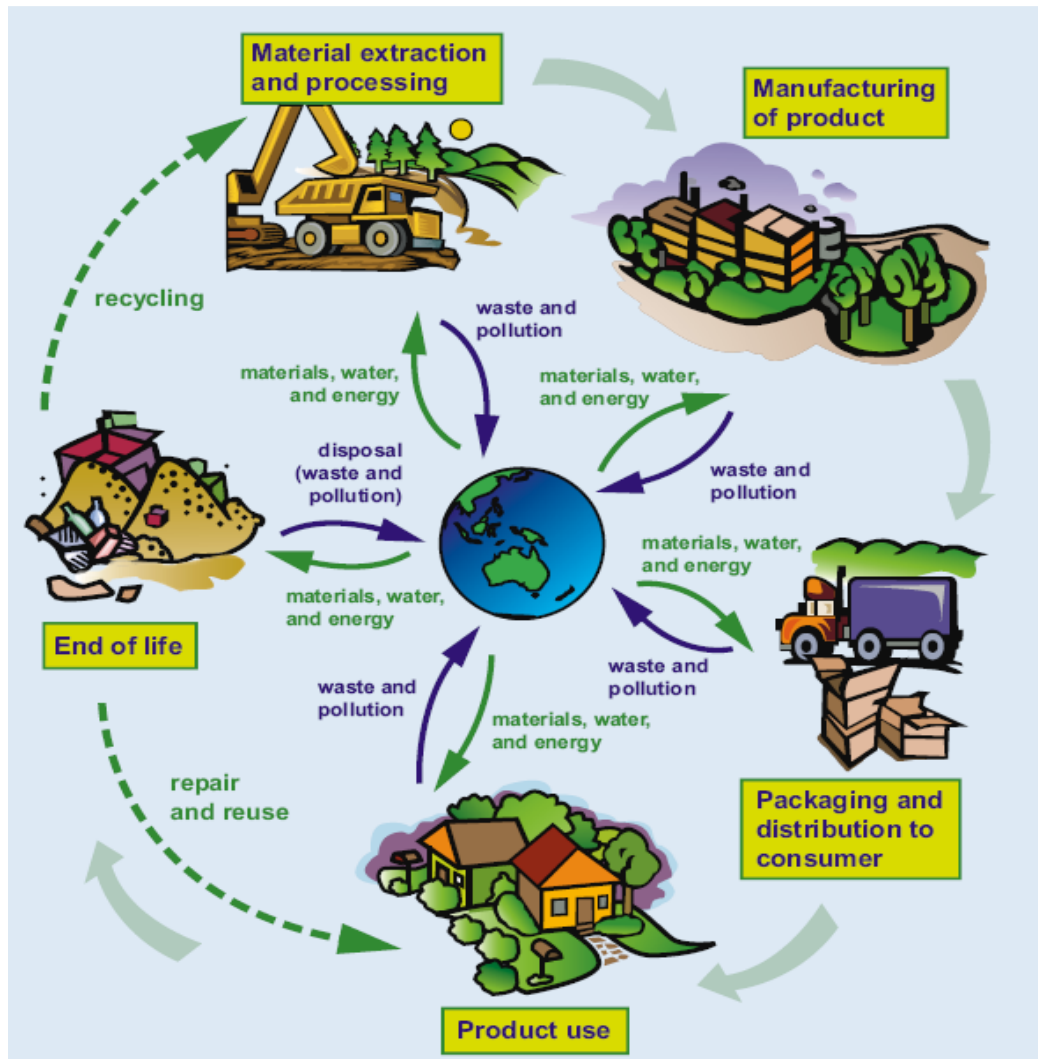 Material extraction
and processing
Manufacturing
of product
recycling
waste and
pollution
materials, water,
and energy
materials, water,
and energy
disposal
(waste and
pollution)
waste and
pollution
materials, water,
and energy
materials, water,
and energy
End of life
waste and
pollution
waste and
pollution
materials, water,
and energy
repair
and reuse
Packaging and
distribution to
consumer
Product use